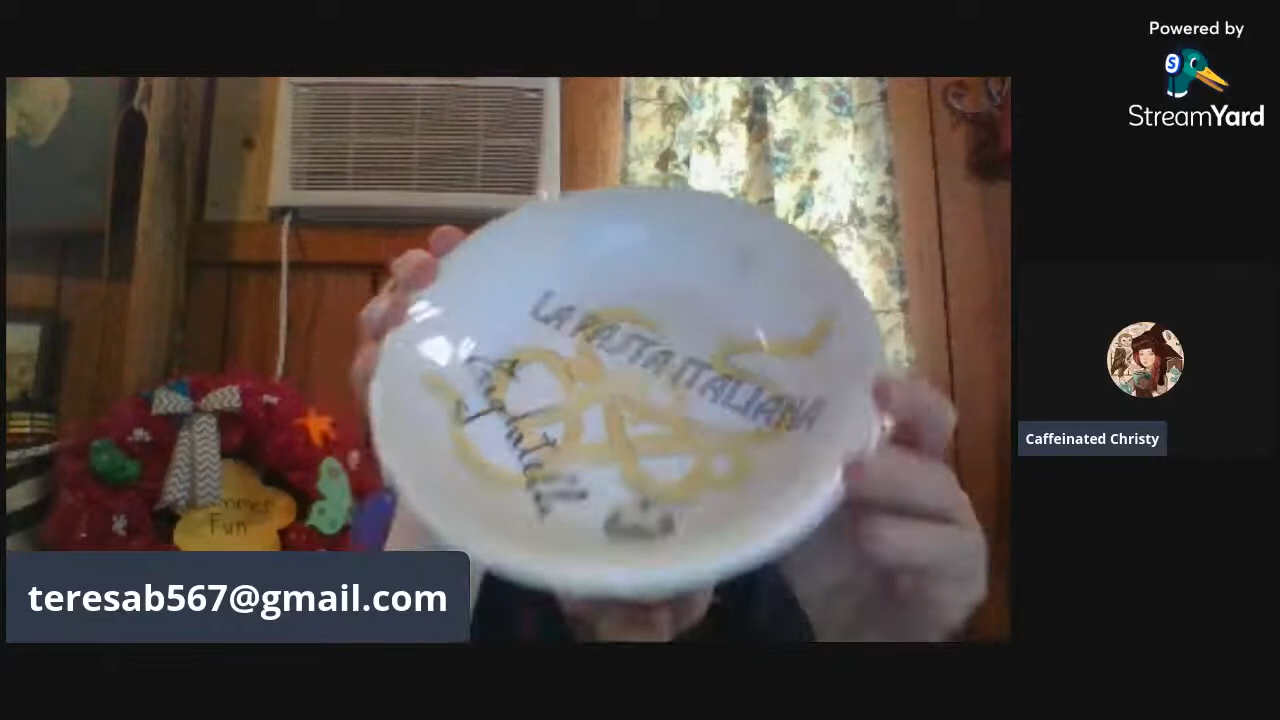 Powered by
StreamYard
LA PASTA ITALIANA
Summer
Fun
teresab567@gmail.com
Caffeinated Christy